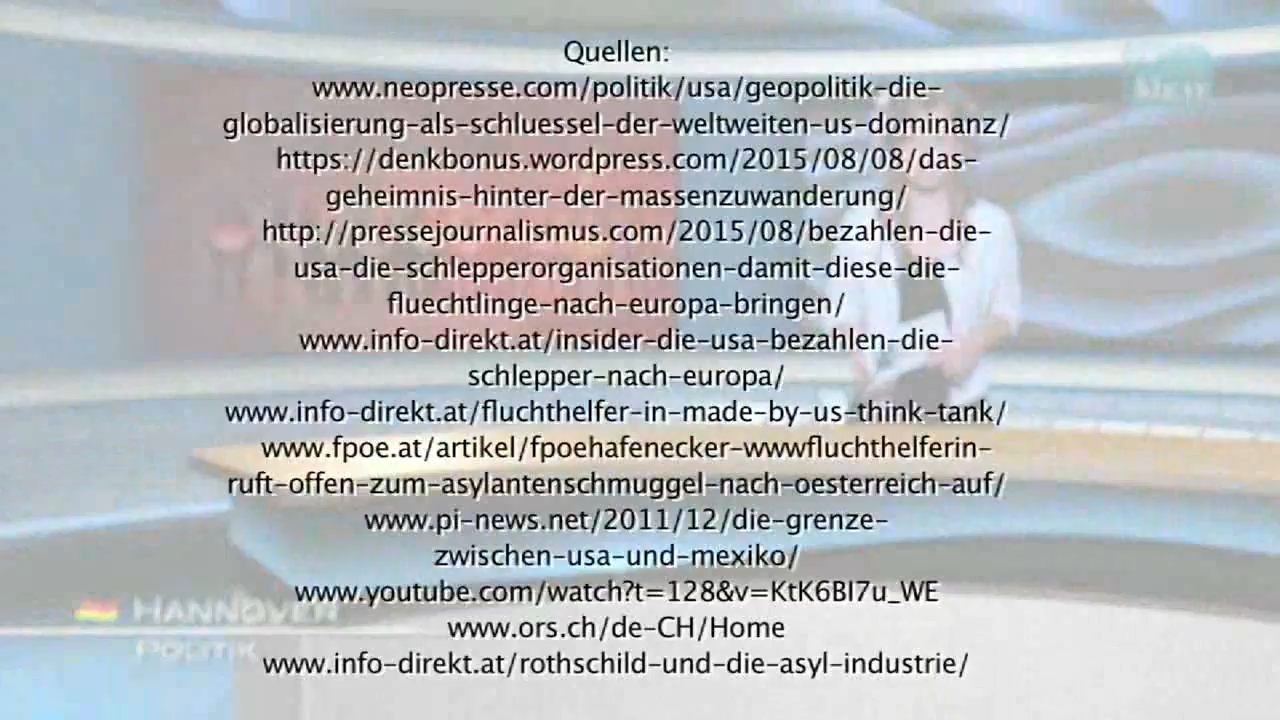 Quellen:
www.neopresse.com/politik/usa/geopolitik-die-
globalisierung-als-schluessel-der-weltweiten-us-dominanz/
https://denkbonus.wordpress.com/2015/08/08/das-
geheimnis-hinter-der-massenzuwanderung/
http://pressejournalismus.com/2015/08/bezahlen-die-
usa-die-schlepperorganisationen-damit-diese-die-
fluechtlinge-nach-europa-bringen/
www.info-direkt.at/insider-die-usa-bezahlen-die-
schlepper-nach-europa/
www.info-direkt.at/fluchthelfer-in-made-by-us-think-tank/
www.fpoe.at/artikel/fpoehafenecker-wwwfluchthelferin-
ruft-offen-zum-asylantenschmuggel-nach-oesterreich-auf/
www.pi-news.net/2011/12/die-grenze-
zwischen-usa-und-mexiko/
www.youtube.com/watch?t=128&v=KtK6BI7u_WE
www.ors.ch/de-CH/Home
www.info-direkt.at/rothschild-und-die-asyl-industrie/
HANNOVER
POLITIK